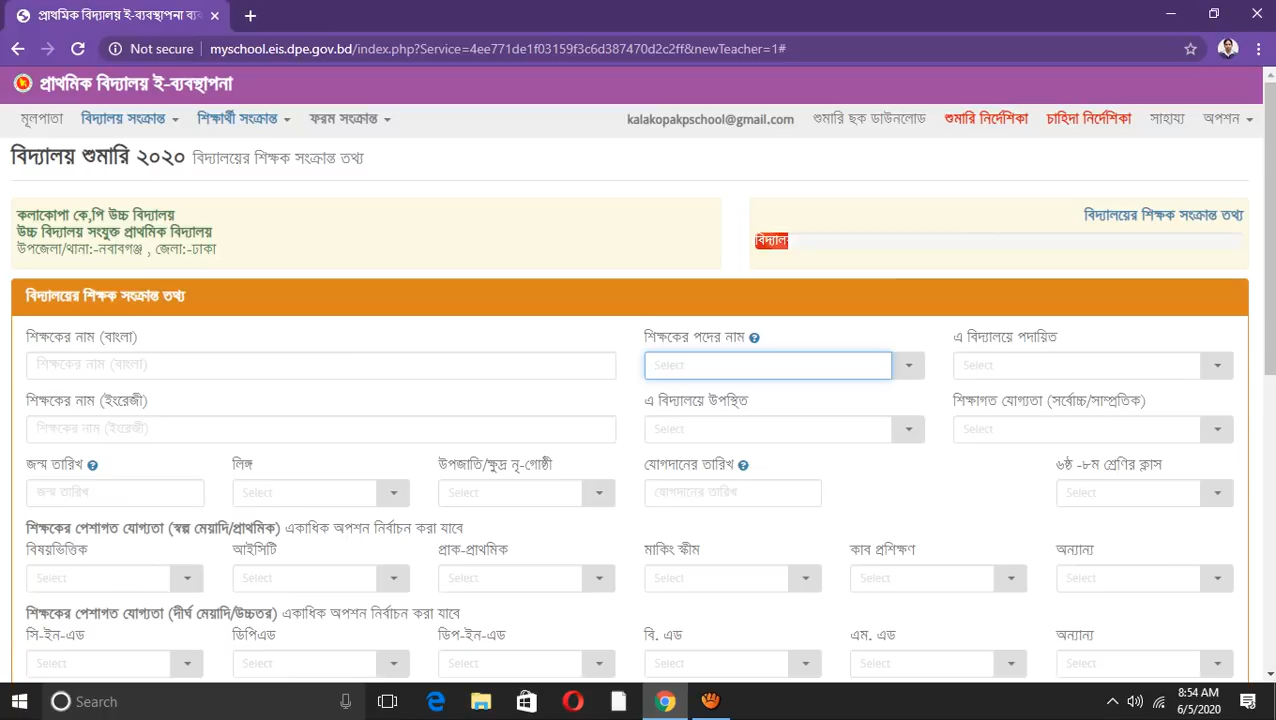 প্রাথমিক বিদ্যালয় ই-ব্যবস্থাপনা ব্যব
Not secure myschool.eis.dpe.gov.bd/index.php?Service=4ee771de1f03159f3c6d387470d2c2ff&newTeacher=1#
প্রাথমিক বিদ্যালয় ই-ব্যবস্থাপনা
মূলপাতা বিদ্যালয় সংক্রান্ত শিক্ষার্থী সংক্রান্ত ফরম সংক্রান্ত kalakopakpschool@gmail.com শুমারি ছক ডাউনলোড শুমারি নির্দেশিকা চাহিদা নির্দেশিকা সাহায্য অপশন
বিদ্যালয় শুমারি ২০২০ বিদ্যালয়ের শিক্ষক সংক্রান্ত তথ্য
কলাকোপা কে,পি উচ্চ বিদ্যালয় বিদ্যালয়ের শিক্ষক সংক্রান্ত তথ্য
উচ্চ বিদ্যালয় সংযুক্ত প্রাথমিক বিদ্যালয়
উপজেলা/থানা:-নবাবগঞ্জ , জেলা:-ঢাকা
বিদ্যালয়ের শিক্ষক সংক্রান্ত তথ্য
শিক্ষকের নাম (বাংলা) শিক্ষকের পদের নাম এ বিদ্যালয়ে পদায়িত
শিক্ষকের নাম (বাংলা) Select Select
শিক্ষকের নাম (ইংরেজী) এ বিদ্যালয়ে উপস্থিত শিক্ষাগত যোগ্যতা (সর্বোচ্চ/সাম্প্রতিক)
শিক্ষকের নাম (ইংরেজী) Select Select
জন্ম তারিখ লিঙ্গ উপজাতি/ক্ষুদ্র নৃ-গোষ্ঠী যোগদানের তারিখ ৬ষ্ঠ -৮ম শ্রেণির ক্লাস
জন্ম তারিখ Select Select যোগদানের তারিখ Select
শিক্ষকের পেশাগত যোগ্যতা (স্বল্প মেয়াদি/প্রাথমিক) একাধিক অপশন নির্বাচন করা যাবে
বিষয়ভিত্তিক আইসিটি প্রাক-প্রাথমিক মার্কিং স্কীম কাব প্রশিক্ষণ অন্যান্য
Select Select Select Select Select Select
শিক্ষকের পেশাগত যোগ্যতা (দীর্ঘ মেয়াদি/উচ্চতর) একাধিক অপশন নির্বাচন করা যাবে
সি-ইন-এড ডিপিএড ডিপ-ইন-এড বি. এড এম. এড অন্যান্য
Select Select Select Select Select Select
Search
8:54 AM
6/5/2020